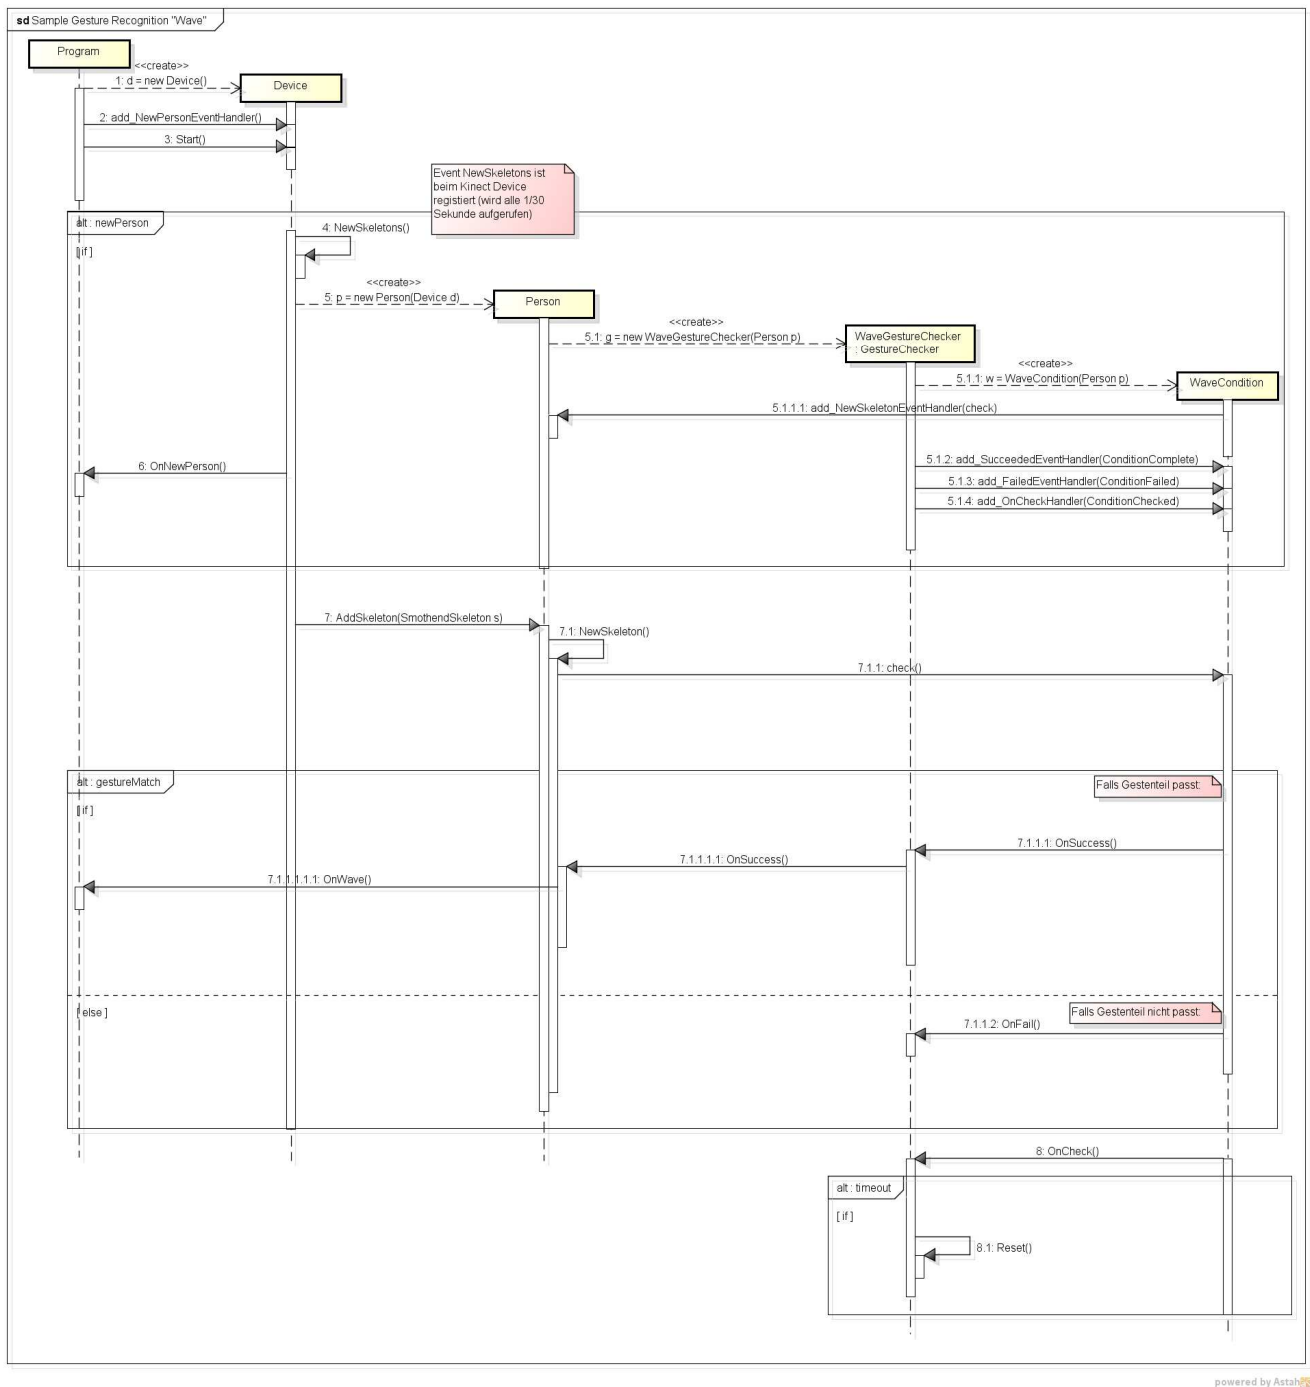 sd Sample Gesture Recognition "Wave"
Program
<<create>>
1: d = new Device()
Device
2: add_NewPersonEventHandler()
3: Start()
Event NewSkeletons ist
beim Kinect Device
registiert (wird alle 1/30
Sekunde aufgerufen)
alt : newPerson
[ if ]
4: NewSkeletons()
<<create>>
5: p = new Person(Device d)
Person
<<create>>
5.1: g = new WaveGestureChecker(Person p)
WaveGestureChecker
: GestureChecker
<<create>>
5.1.1: w = WaveCondition(Person p)
WaveCondition
5.1.1.1: add_NewSkeletonEventHandler(check)
6: OnNewPerson()
5.1.2: add_SucceededEventHandler(ConditionComplete)
5.1.3: add_FailedEventHandler(ConditionFailed)
5.1.4: add_OnCheckHandler(ConditionChecked)
7: AddSkeleton(SmothendSkeleton s)
7.1: NewSkeleton()
7.1.1: check()
alt : gestureMatch
Falls Gestenteil passt:
[ if ]
7.1.1.1: OnSuccess()
7.1.1.1.1: OnSuccess()
7.1.1.1.1.1: OnWave()
[ else ]
Falls Gestenteil nicht passt:
7.1.1.2: OnFail()
8: OnCheck()
alt : timeout
[ if ]
8.1: Reset()
powered by Astah